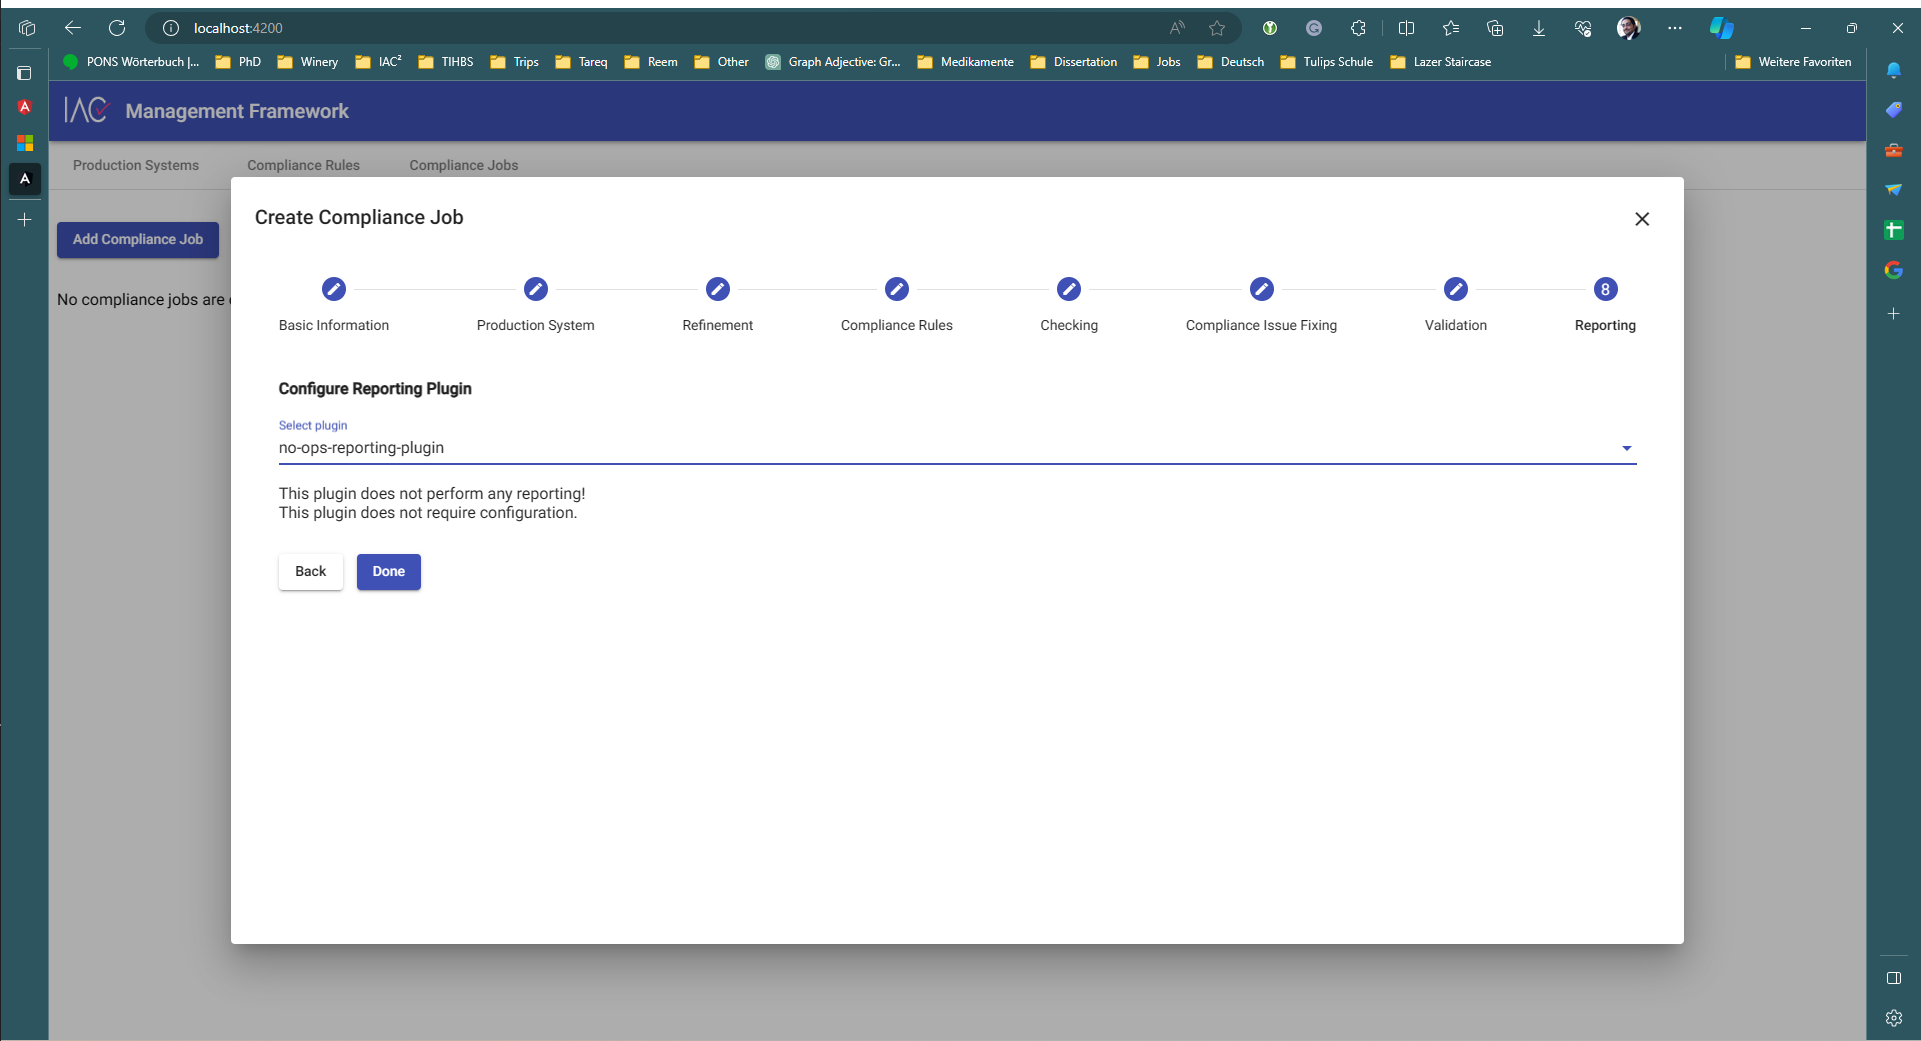 localhost:4200
PONS Wörterbuch |... PhD Winery IAC² TIHBS Trips Tareq Reem Other Graph Adjective: Gr... Medikamente Dissertation Jobs Deutsch Tulips Schule Lazer Staircase Weitere Favoriten
IAC Management Framework
Production Systems Compliance Rules Compliance Jobs
Create Compliance Job
Add Compliance Job
No compliance jobs are
8
Basic Information Production System Refinement Compliance Rules Checking Compliance Issue Fixing Validation Reporting
Configure Reporting Plugin
Select plugin
no-ops-reporting-plugin
This plugin does not perform any reporting!
This plugin does not require configuration.
Back Done